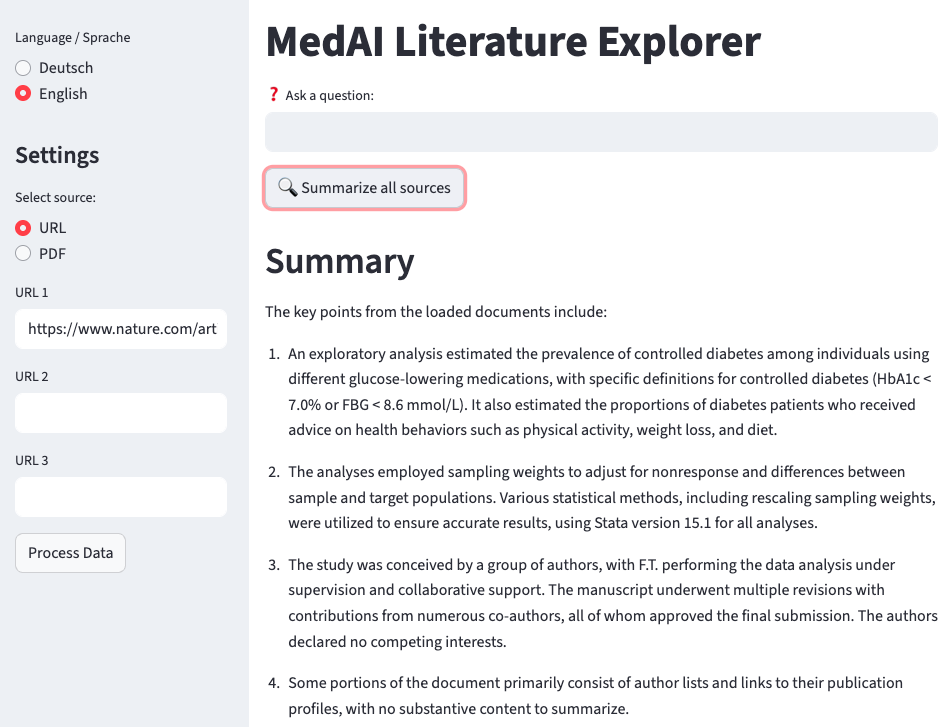 Language / Sprache
Deutsch
English
Settings
Select source:
URL
PDF
URL 1
https://www.nature.com/art
URL 2
URL 3
Process Data
MedAI Literature Explorer
❓ Ask a question:
🔍 Summarize all sources
Summary
The key points from the loaded documents include:
1. An exploratory analysis estimated the prevalence of controlled diabetes among individuals using
different glucose-lowering medications, with specific definitions for controlled diabetes (HbA1c <
7.0% or FBG < 8.6 mmol/L). It also estimated the proportions of diabetes patients who received
advice on health behaviors such as physical activity, weight loss, and diet.
2. The analyses employed sampling weights to adjust for nonresponse and differences between
sample and target populations. Various statistical methods, including rescaling sampling weights,
were utilized to ensure accurate results, using Stata version 15.1 for all analyses.
3. The study was conceived by a group of authors, with F.T. performing the data analysis under
supervision and collaborative support. The manuscript underwent multiple revisions with
contributions from numerous co-authors, all of whom approved the final submission. The authors
declared no competing interests.
4. Some portions of the document primarily consist of author lists and links to their publication
profiles, with no substantive content to summarize.